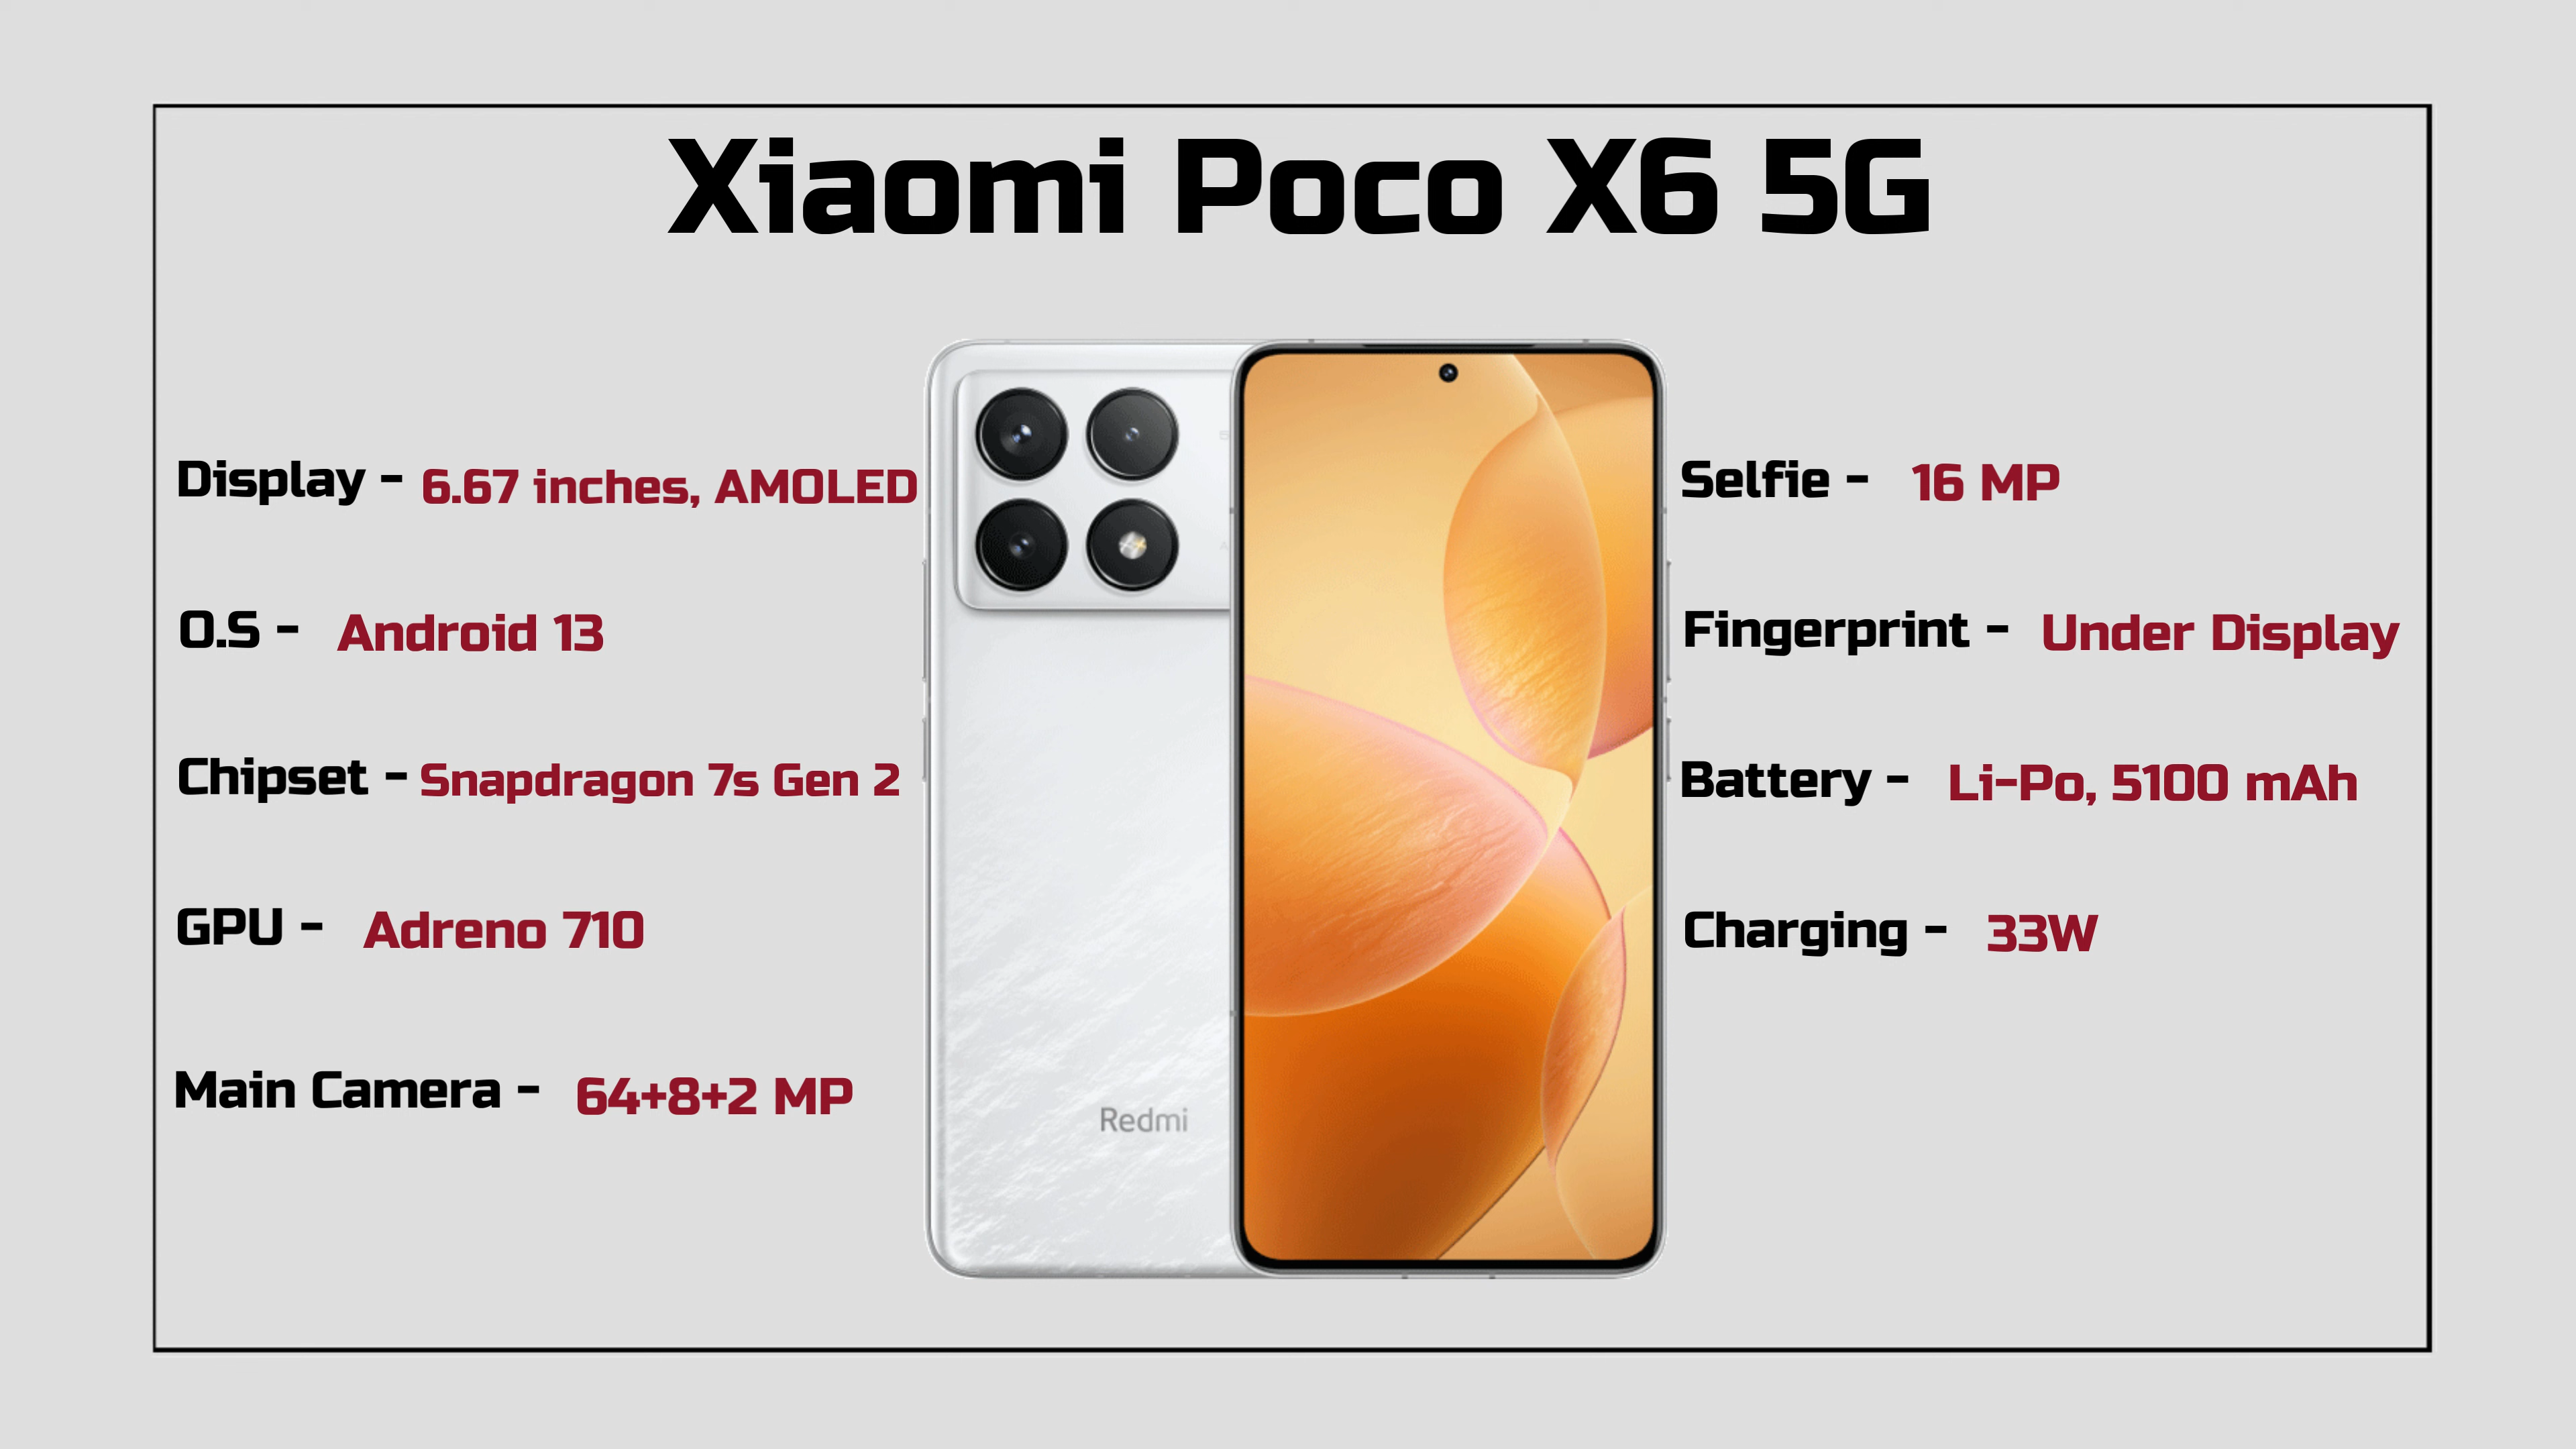 Xiaomi Poco X6 5G
Display - 6.67 inches, AMOLED
O.S - Android 13
Chipset - Snapdragon 7s Gen 2
GPU - Adreno 710
Main Camera - 64+8+2 MP
Redmi
Selfie - 16 MP
Fingerprint - Under Display
Battery - Li-Po, 5100 mAh
Charging - 33W